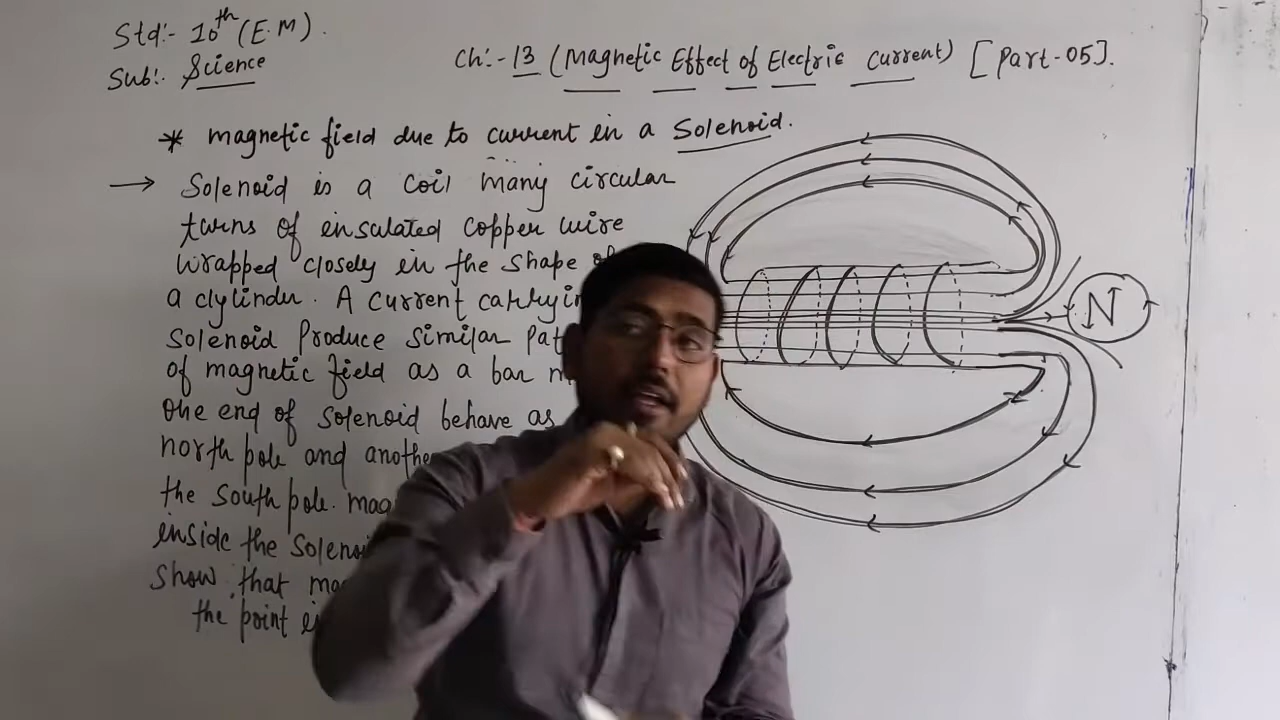 Std:- 10th (E.M).
Sub:. Science
Ch:- 13 (Magnetic Effect of Electric Current) [Part-05].
* magnetic field due to current in a Solenoid.
→ Solenoid is a coil many circular
turns of insulated copper wire
wrapped closely in the shape of
a clylinder. A current
Solenoid Produce similar
of magnetic field as a bar
One end of solenoid behave as
north pole and
the south pole.
inside the
Show that
the point
N